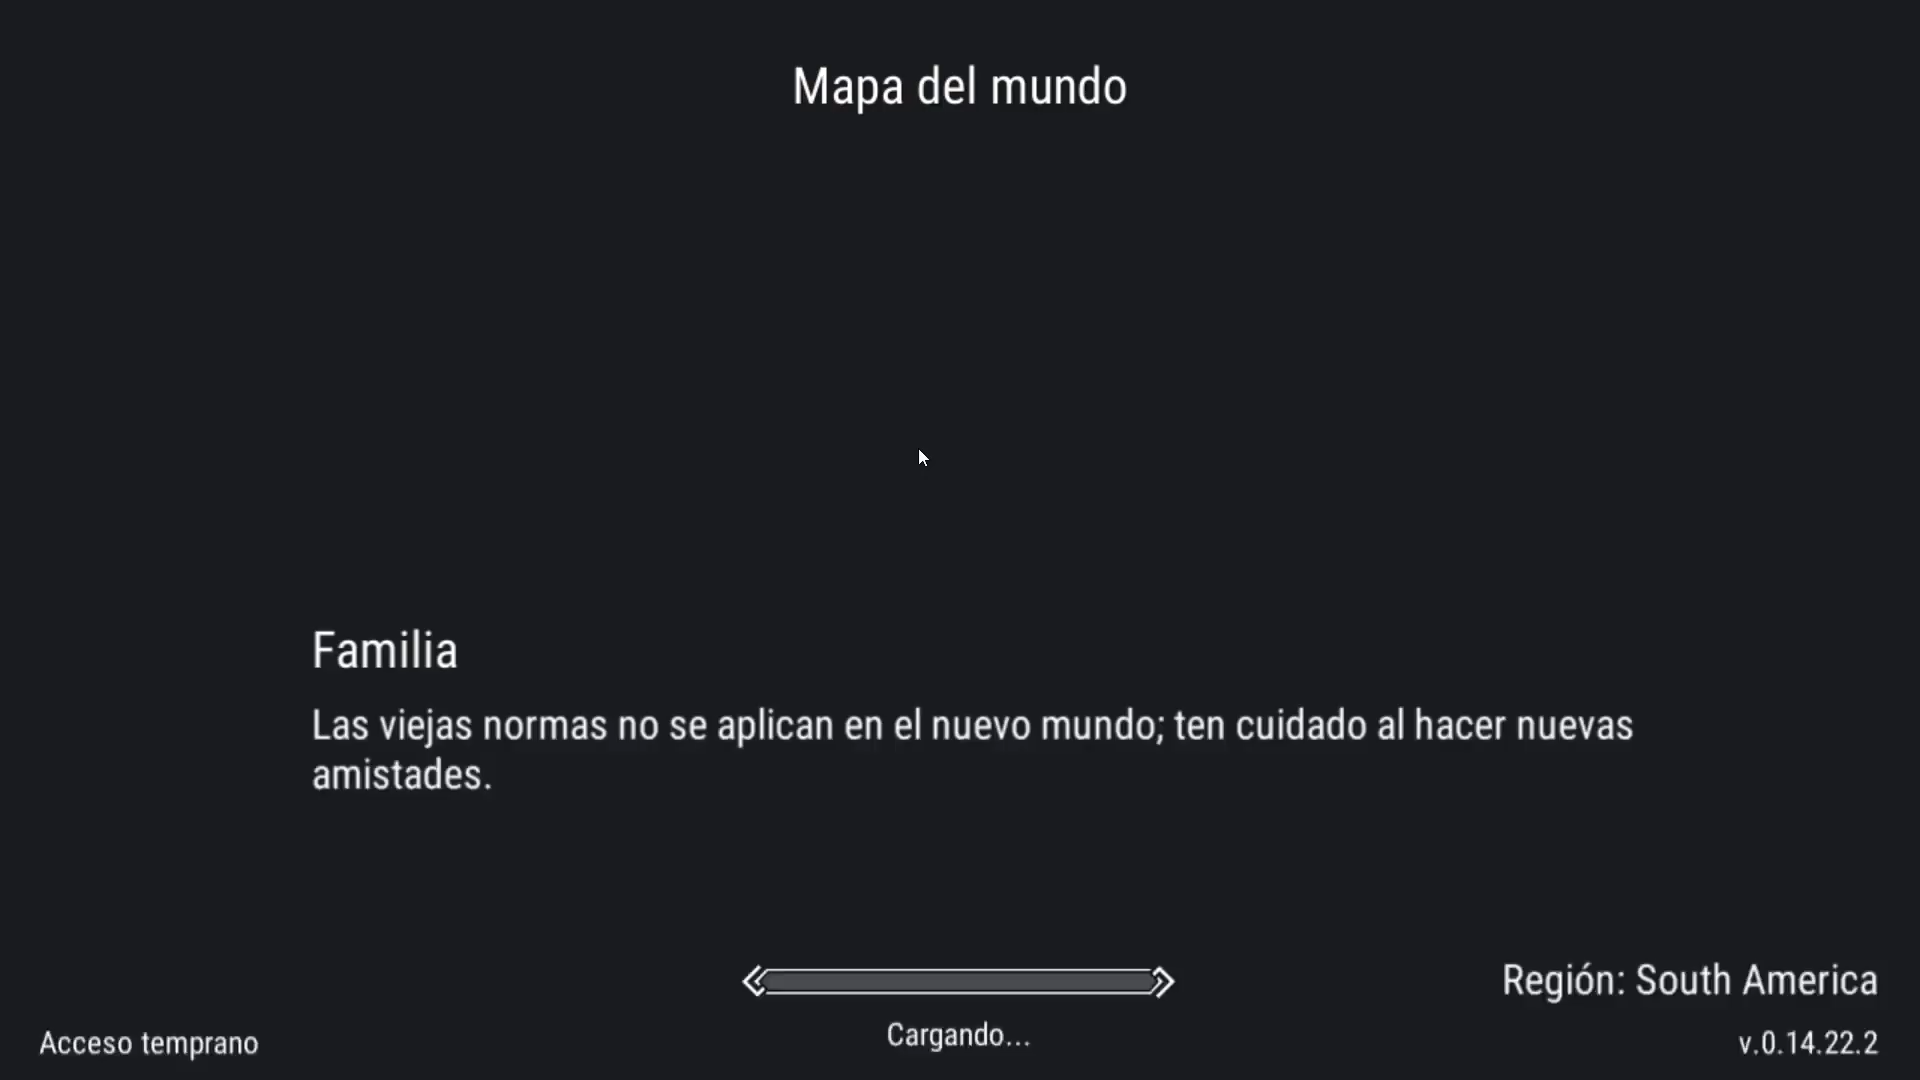 Mapa del mundo
Familia
Las viejas normas no se aplican en el nuevo mundo; ten cuidado al hacer nuevas
amistades.
Región: South America
Cargando...
Acceso temprano
v.0.14.22.2